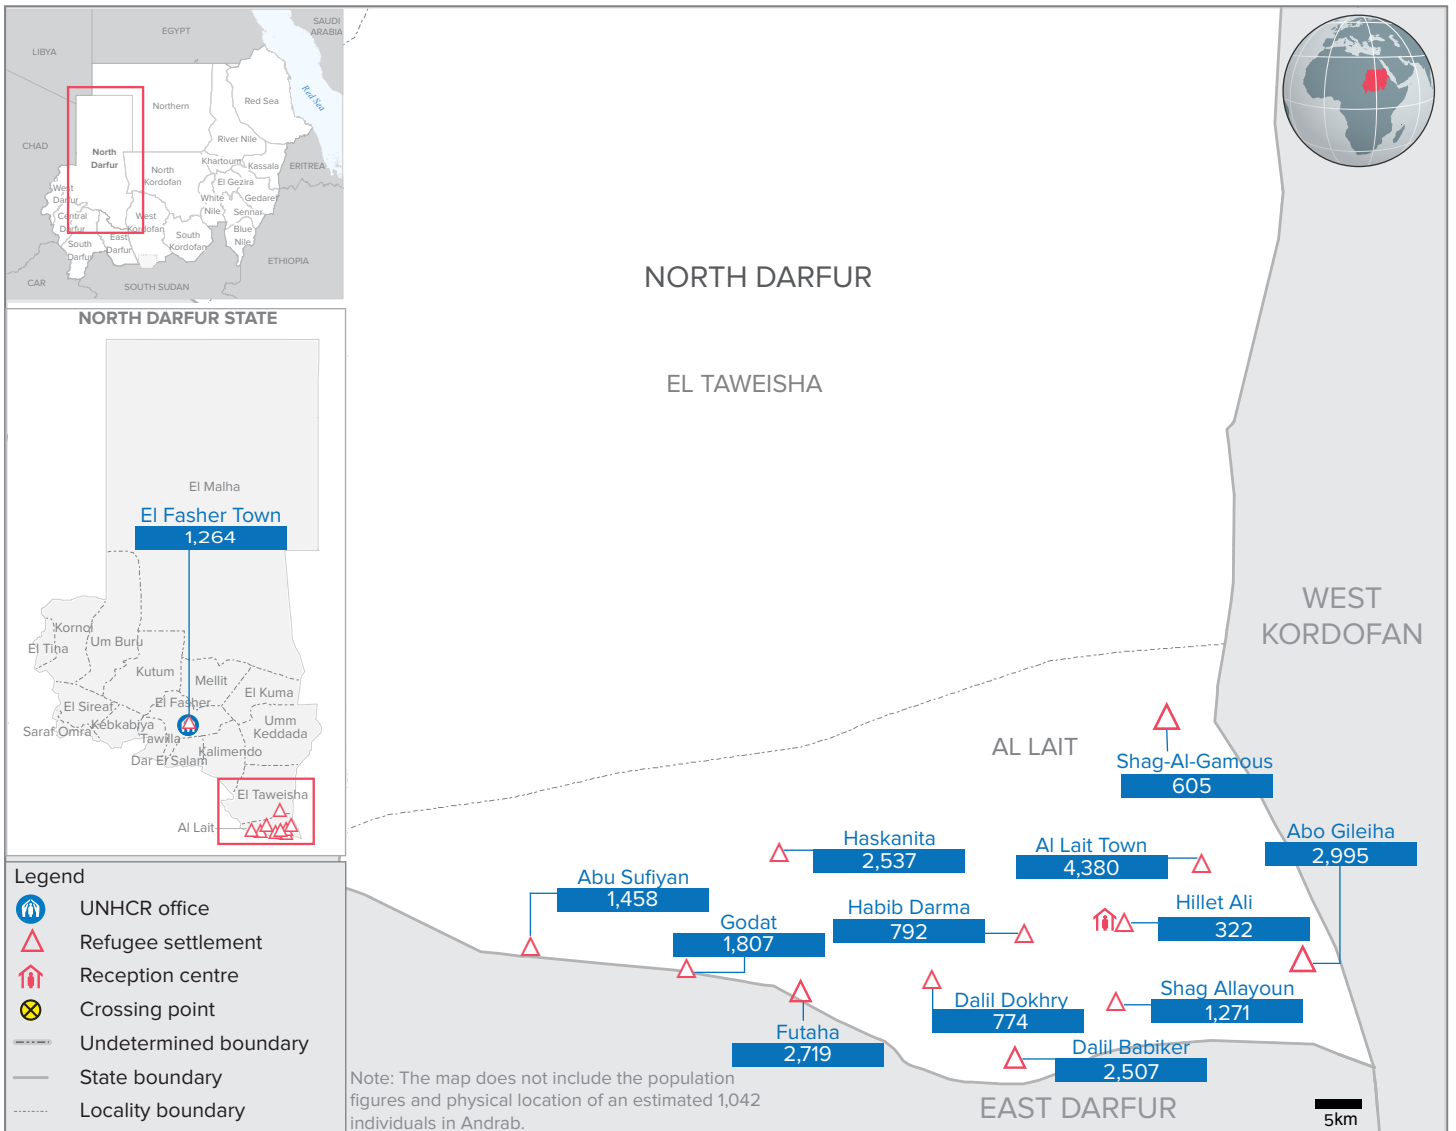 LIBYA
EGYPT
SAUDI
ARABIA
Red Sea
Northern
Red Sea
River Nile
CHAD
North
Darfur
Khartoum
Kassala
ERITREA
North
Kordofan
El Gezira
West
Darfur
White
Nile
Gedaref
Sennar
Central
Darfur
West
Kordofan
South
Kordofan
Blue
Nile
East
Darfur
South
Darfur
ETHIOPIA
CAR
SOUTH SUDAN
NORTH DARFUR STATE
El Malha
El Fasher Town
1,264
Kornoi
El Tina
Um Buru
Kutum
Mellit
El Kuma
El Sireaf
El Fasher
Saraf Omra
Kebkabiya
Tawilla
Umm
Keddada
Dar El Salam
Kalimendo
El Taweisha
Al Lait
Legend
UNHCR office
Refugee settlement
Reception centre
Crossing point
Undetermined boundary
State boundary
Locality boundary
NORTH DARFUR
EL TAWEISHA
WEST
KORDOFAN
AL LAIT
Shag-Al-Gamous
605
Haskanita
2,537
Al Lait Town
4,380
Abo Gileiha
2,995
Abu Sufiyan
1,458
Godat
1,807
Habib Darma
792
Hillet Ali
322
Dalil Dokhry
774
Shag Allayoun
1,271
Futaha
2,719
Dalil Babiker
2,507
EAST DARFUR
Note: The map does not include the population
figures and physical location of an estimated 1,042
individuals in Andrab.
5km